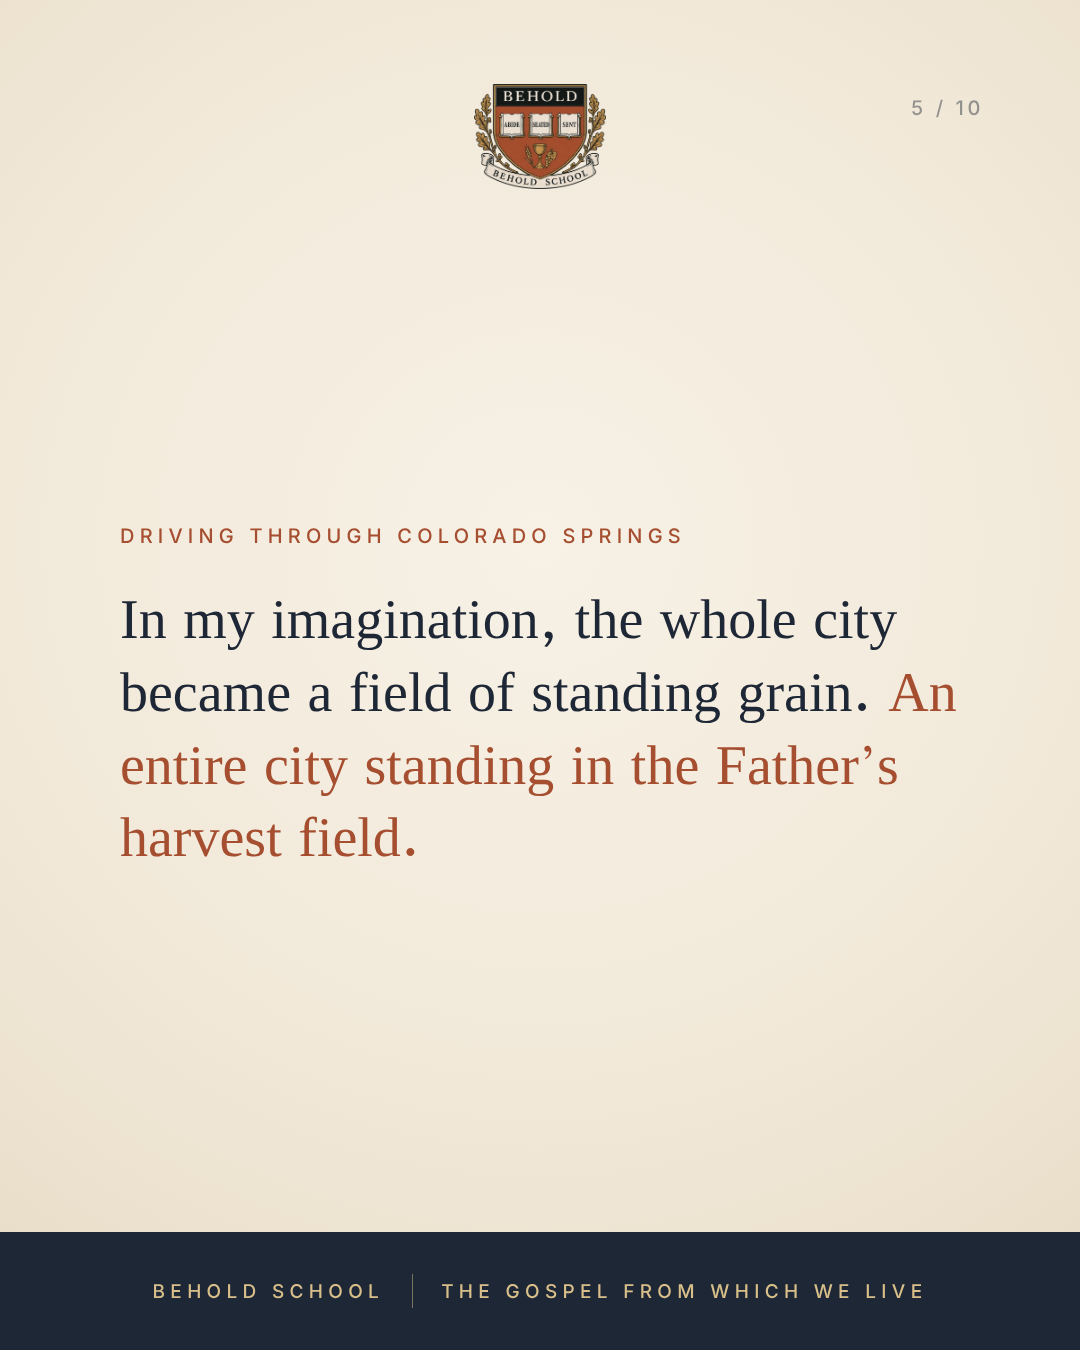 BEHOLD
ABIDE SEATED SENT
BEHOLD SCHOOL
5 / 10
DRIVING THROUGH COLORADO SPRINGS
In my imagination, the whole city
became a field of standing grain. An
entire city standing in the Father’s
harvest field.
BEHOLD SCHOOL THE GOSPEL FROM WHICH WE LIVE